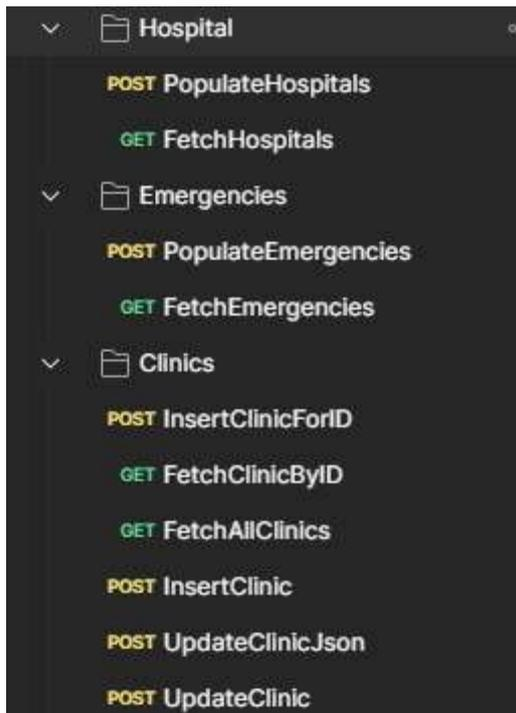 Hospital
POST PopulateHospitals
GET FetchHospitals
Emergencies
POST PopulateEmergencies
GET FetchEmergencies
Clinics
POST InsertClinicForID
GET FetchClinicByID
GET FetchAllClinics
POST InsertClinic
POST UpdateClinicJson
POST UpdateClinic